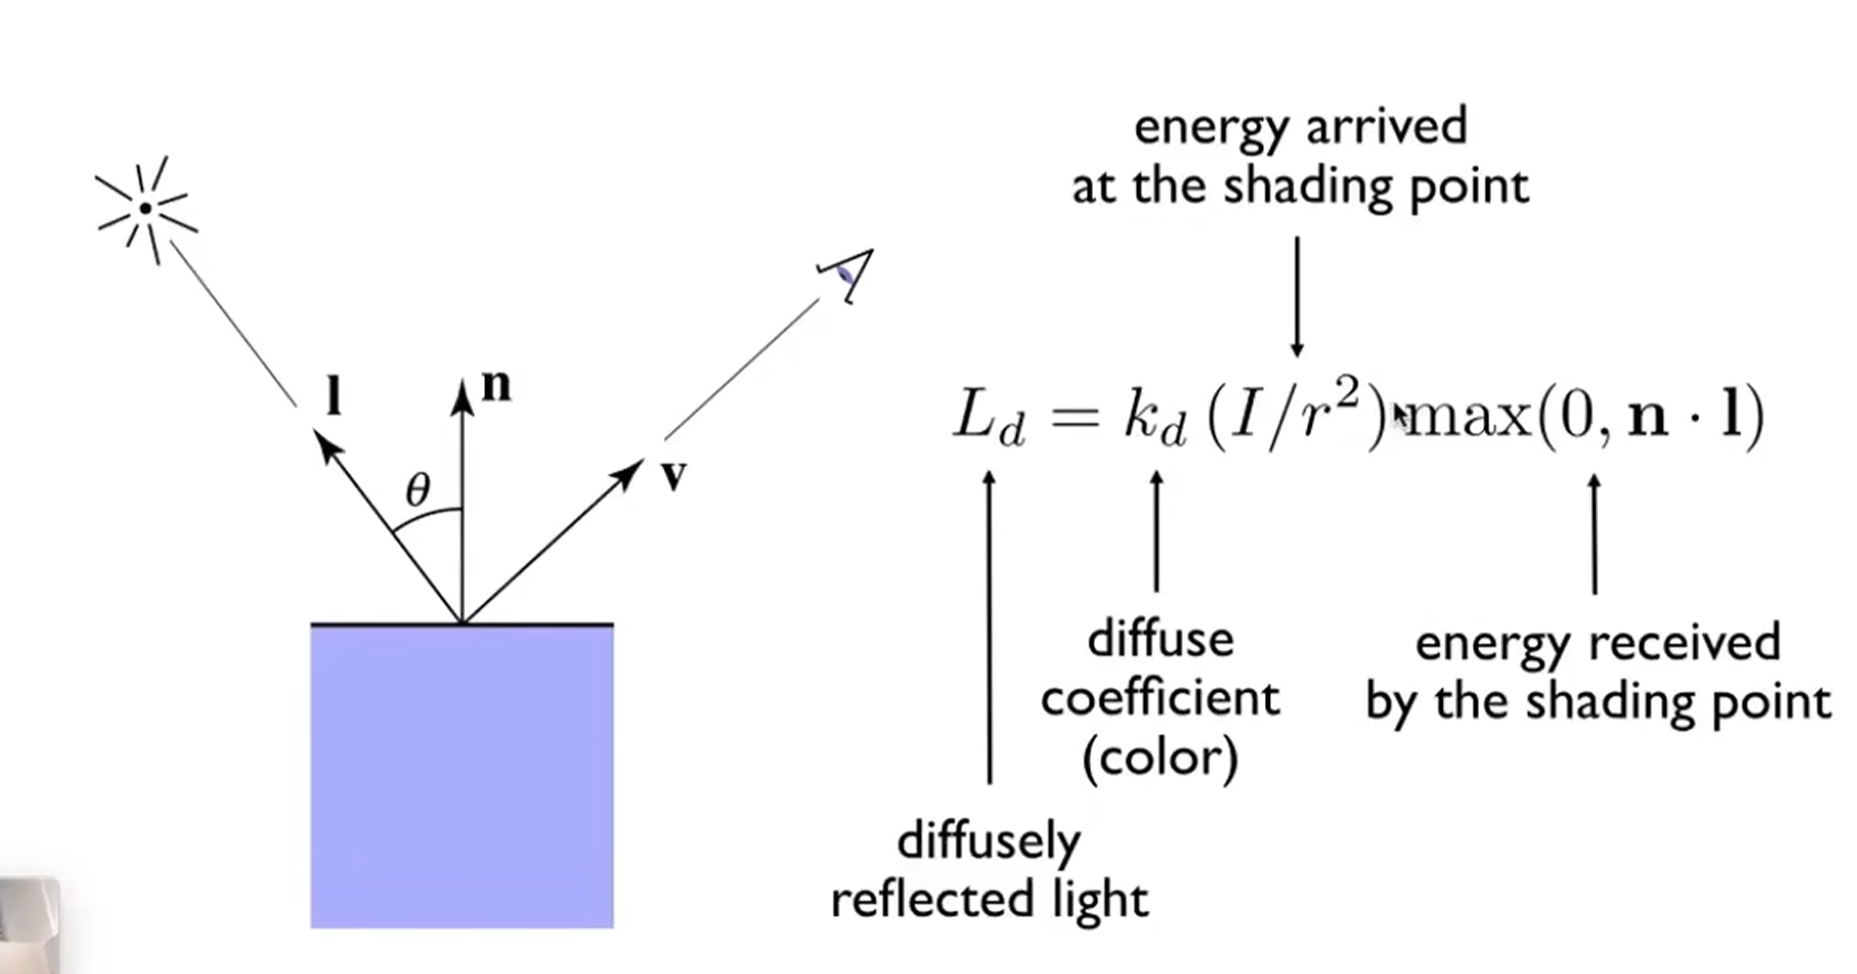 l
n
θ
v
energy arrived
at the shading point
L_d = k_d (I/r²) max(0, n · l)
diffuse
coefficient
(color)
energy received
by the shading point
diffusely
reflected light